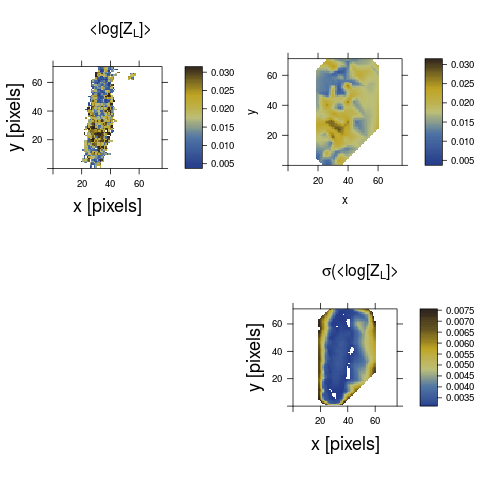 <log[Z_L]>
60
40
20
20 40 60
x [pixels]
y [pixels]
0.030
0.025
0.020
0.015
0.010
0.005
60
40
20
20 40 60
x
y
0.030
0.025
0.020
0.015
0.010
0.005
σ(<log[Z_L]>
60
40
20
20 40 60
x [pixels]
y [pixels]
0.0075
0.0070
0.0065
0.0060
0.0055
0.0050
0.0045
0.0040
0.0035